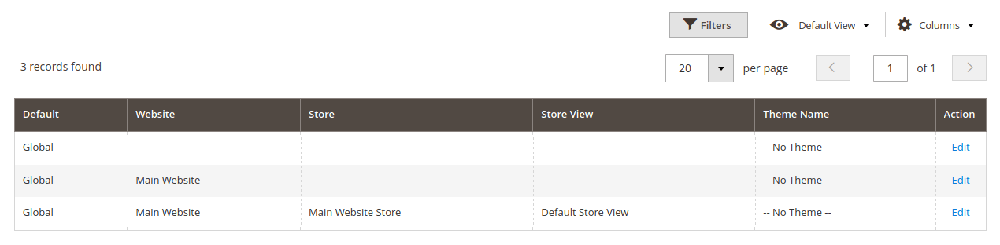 Filters Default View Columns
3 records found 20 per page 1 of 1
Default Website Store Store View Theme Name Action
Global -- No Theme -- Edit
Global Main Website -- No Theme -- Edit
Global Main Website Main Website Store Default Store View -- No Theme -- Edit